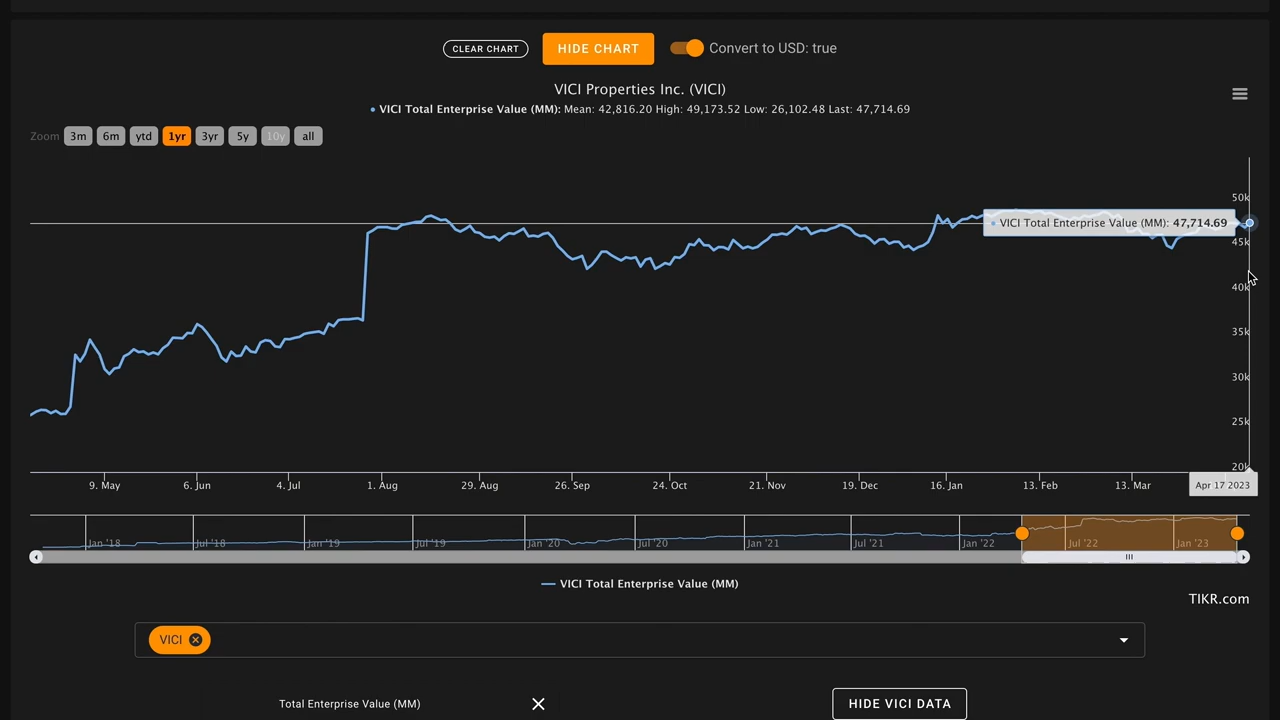 CLEAR CHART HIDE CHART Convert to USD: true
VICI Properties Inc. (VICI)
VICI Total Enterprise Value (MM): Mean: 42,816.20 High: 49,173.52 Low: 26,102.48 Last: 47,714.69
Zoom 3m 6m ytd 1yr 3yr 5y 10y all
50k
VICI Total Enterprise Value (MM): 47,714.69
45k
40k
35k
30k
25k
20k
9. May 6. Jun 4. Jul 1. Aug 29. Aug 26. Sep 24. Oct 21. Nov 19. Dec 16. Jan 13. Feb 13. Mar Apr 17 2023
Jan '18 Jul '18 Jan '19 Jul '19 Jan '20 Jul '20 Jan '21 Jul '21 Jan '22 Jul '22 Jan '23
VICI Total Enterprise Value (MM)
TIKR.com
VICI
Total Enterprise Value (MM) HIDE VICI DATA